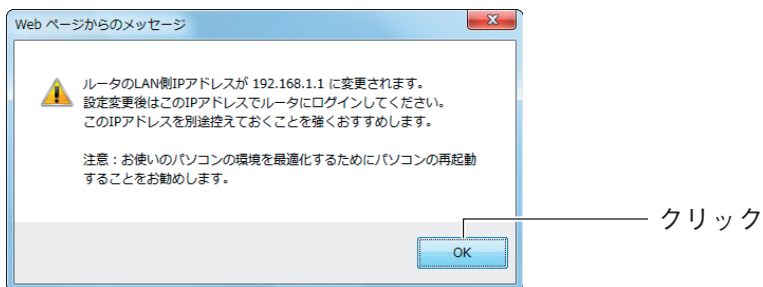 Web ページからのメッセージ
ルータのLAN側IPアドレスが 192.168.1.1 に変更されます。
設定変更後はこのIPアドレスでルータにログインしてください。
このIPアドレスを別途控えておくことを強くおすすめします。
注意：お使いのパソコンの環境を最適化するためにパソコンの再起動
することをお勧めします。
クリック
OK